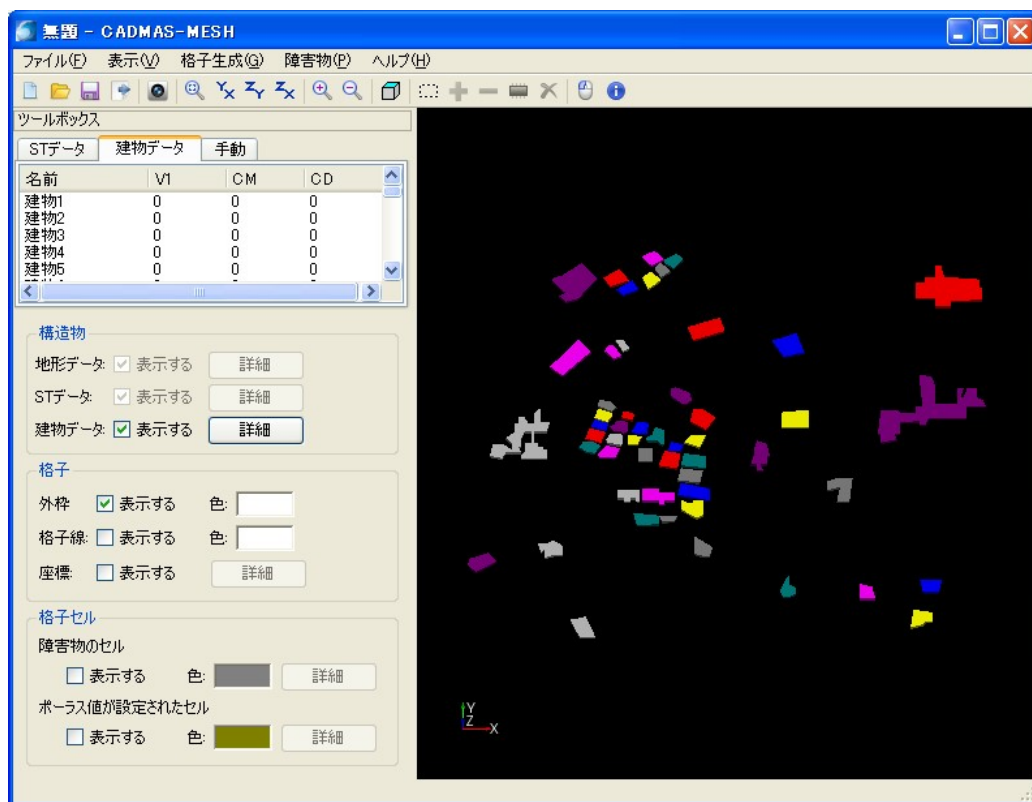 無題 - CADMAS-MESH
ファイル(F) 表示(V) 格子生成(G) 障害物(P) ヘルプ(H)
YX ZY ZX
ツールボックス
STデータ 建物データ 手動
名前 V1 CM CD
建物1 0 0 0
建物2 0 0 0
建物3 0 0 0
建物4 0 0 0
建物5 0 0 0
構造物
地形データ: 表示する 詳細
STデータ: 表示する 詳細
建物データ: 表示する 詳細
格子
外枠 表示する 色:
格子線: 表示する 色:
座標: 表示する 詳細
格子セル
障害物のセル
表示する 色: 詳細
ポーラス値が設定されたセル
表示する 色: 詳細
Y
Z
X